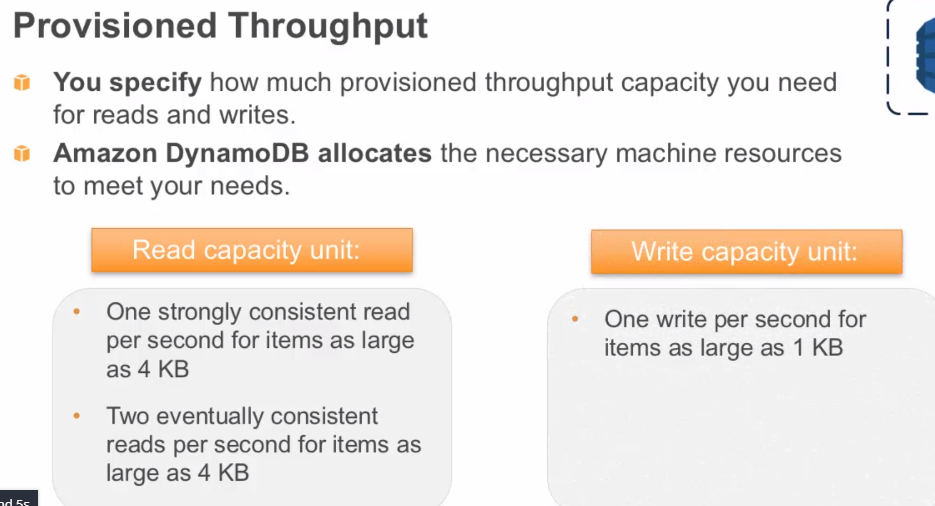 Provisioned Throughput
You specify how much provisioned throughput capacity you need
for reads and writes.
Amazon DynamoDB allocates the necessary machine resources
to meet your needs.
Read capacity unit:
• One strongly consistent read
per second for items as large
as 4 KB
• Two eventually consistent
reads per second for items as
large as 4 KB
Write capacity unit:
• One write per second for
items as large as 1 KB
nd 5s